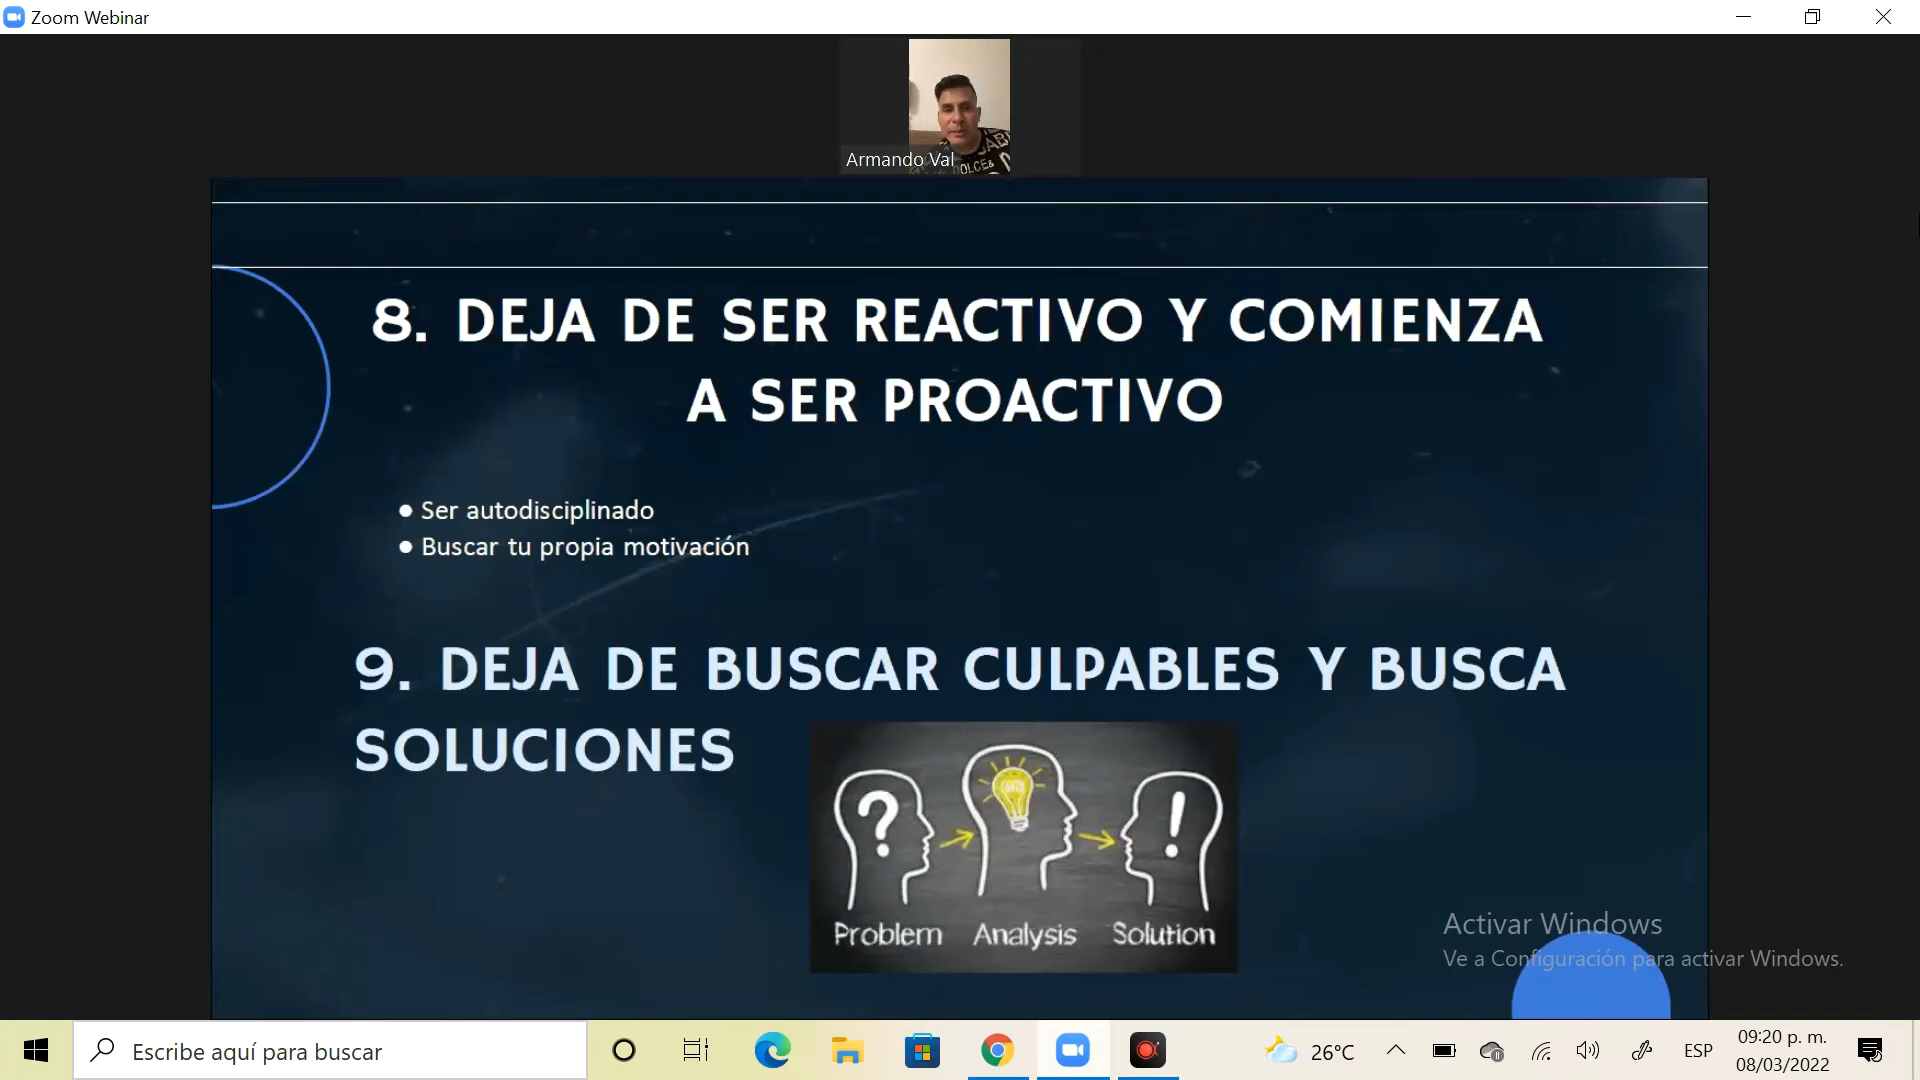 Zoom Webinar
Armando Val
DOLCE&
8. DEJA DE SER REACTIVO Y COMIENZA
A SER PROACTIVO
● Ser autodisciplinado
● Buscar tu propia motivación
9. DEJA DE BUSCAR CULPABLES Y BUSCA
SOLUCIONES
?
!
Problem Analysis Solution
Activar Windows
Ve a Configuración para activar Windows.
Escribe aquí para buscar
26°C
ESP
09:20 p. m.
08/03/2022